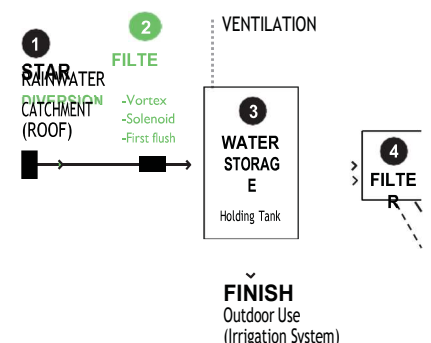 1
STAR
RAINWATER
CATCHMENT
(ROOF)
2
FILTE
DIVERSION
-Vortex
-Solenoid
-First flush
VENTILATION
3
WATER
STORAG
E
Holding Tank
4
FILTE
R
FINISH
Outdoor Use
(Irrigation System)